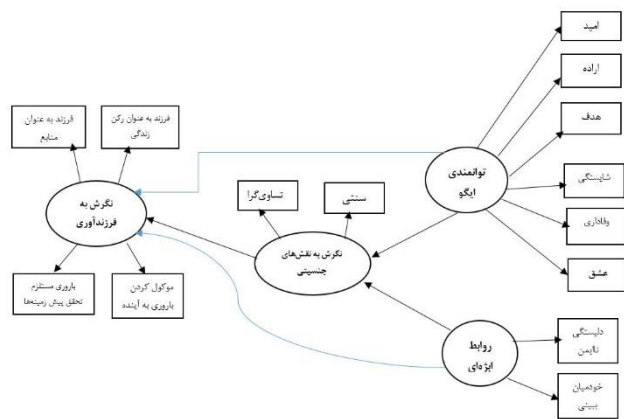 امید
اراده
هدف
توانمندی
ایگو
شایستگی
وفاداری
عشق
فرزند به عنوان رکن
زندگی
فرزند به عنوان
منابع
نگرش به
فرزندآوری
سنتی
تساوی‌گرا
نگرش به نقش‌های
جنسیتی
موکول کردن
باروری به آینده
باروری مستلزم
تحقق پیش زمینه‌ها
روابط
ابژه‌ای
دلبستگی
ناایمن
خودمیان
بینی